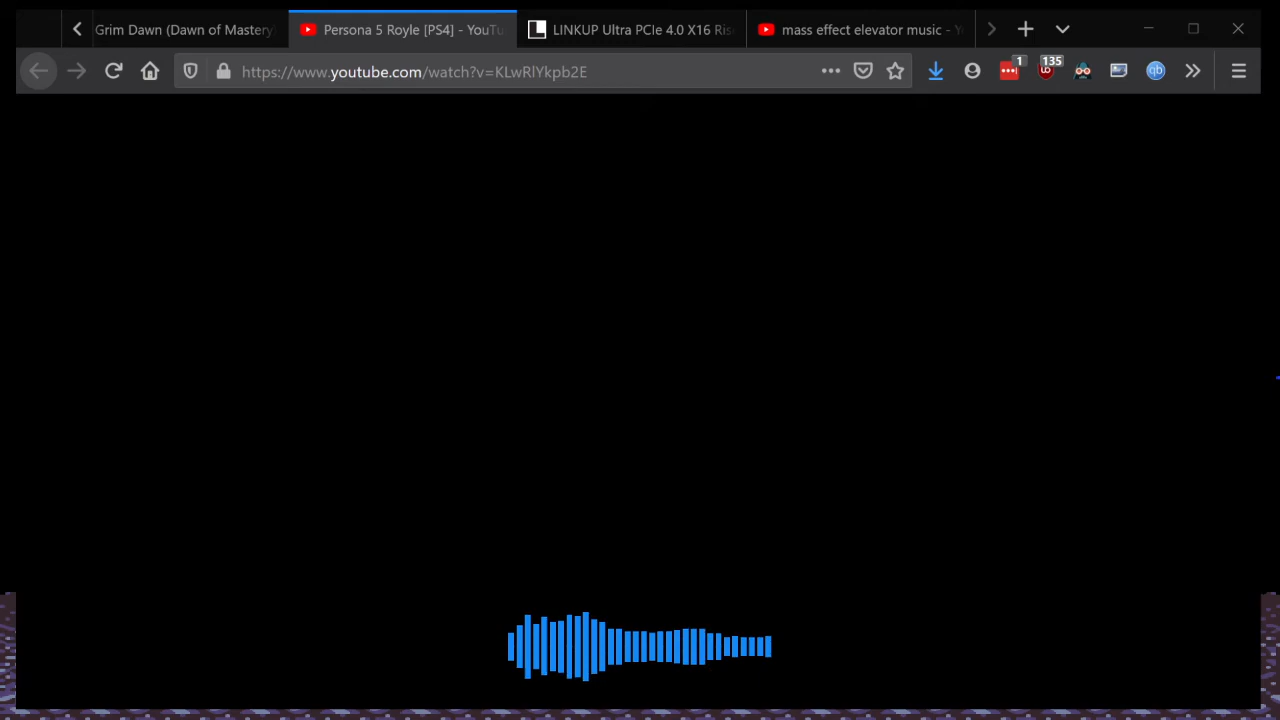 Grim Dawn (Dawn of Mastery)
Persona 5 Royle [PS4] - YouTu
LINKUP Ultra PCIe 4.0 X16 Ris
mass effect elevator music - Y
https://www.youtube.com/watch?v=KLwRlYkpb2E
1
135
qb